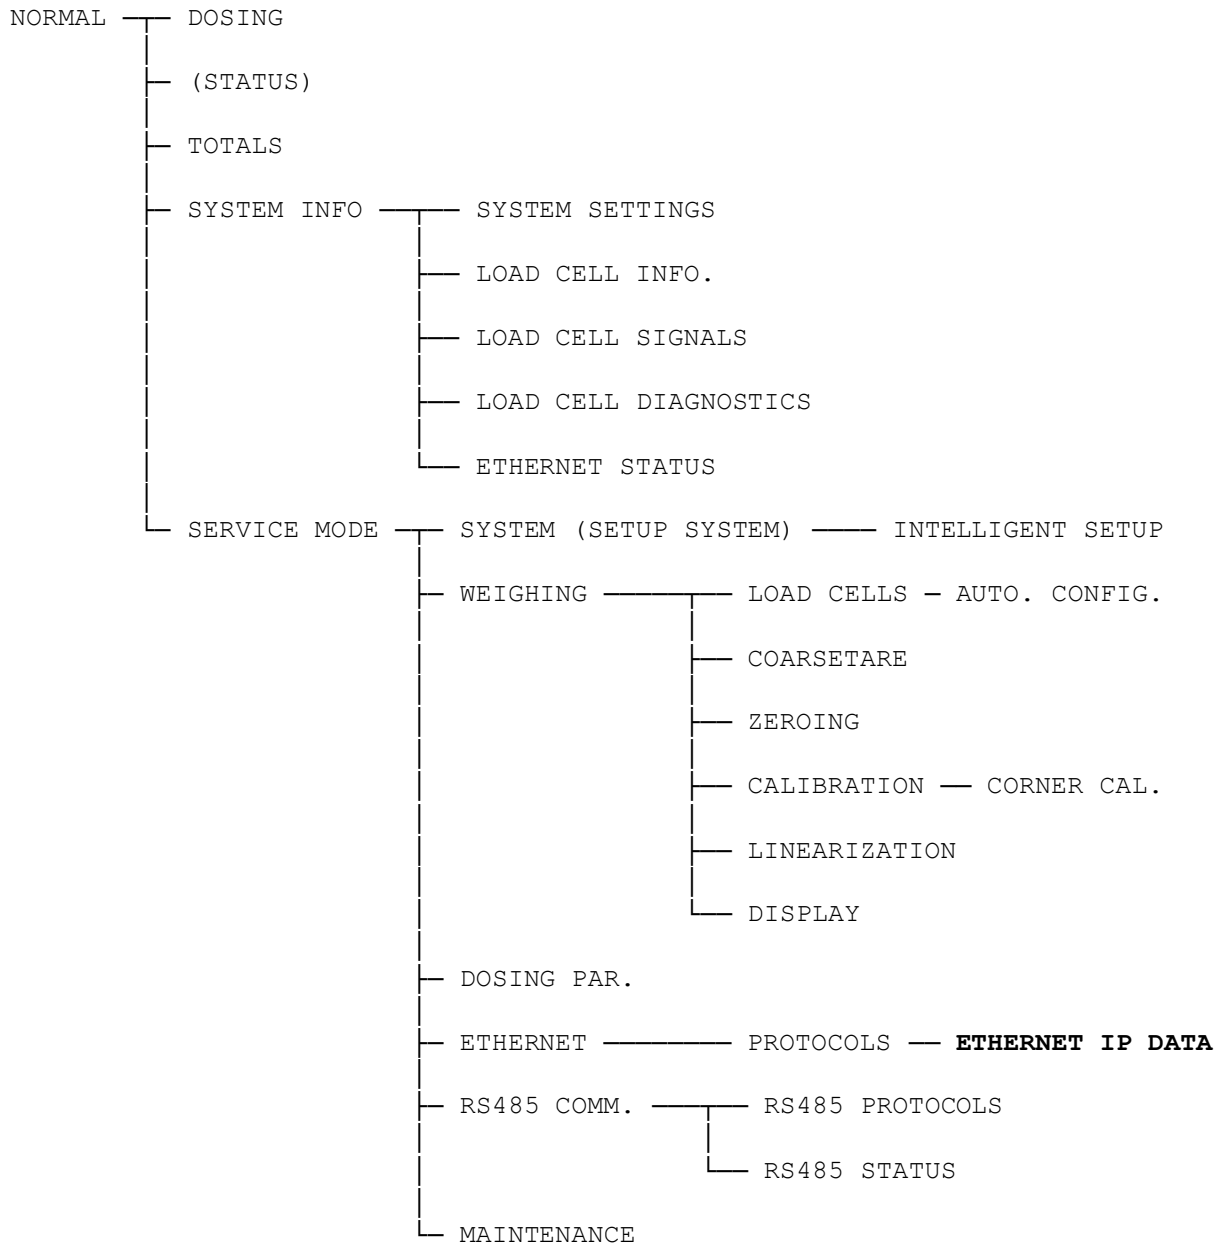 NORMAL DOSING
(STATUS)
TOTALS
SYSTEM INFO SYSTEM SETTINGS
LOAD CELL INFO.
LOAD CELL SIGNALS
LOAD CELL DIAGNOSTICS
ETHERNET STATUS
SERVICE MODE SYSTEM (SETUP SYSTEM) INTELLIGENT SETUP
WEIGHING LOAD CELLS AUTO. CONFIG.
COARSETARE
ZEROING
CALIBRATION CORNER CAL.
LINEARIZATION
DISPLAY
DOSING PAR.
ETHERNET PROTOCOLS ETHERNET IP DATA
RS485 COMM. RS485 PROTOCOLS
RS485 STATUS
MAINTENANCE